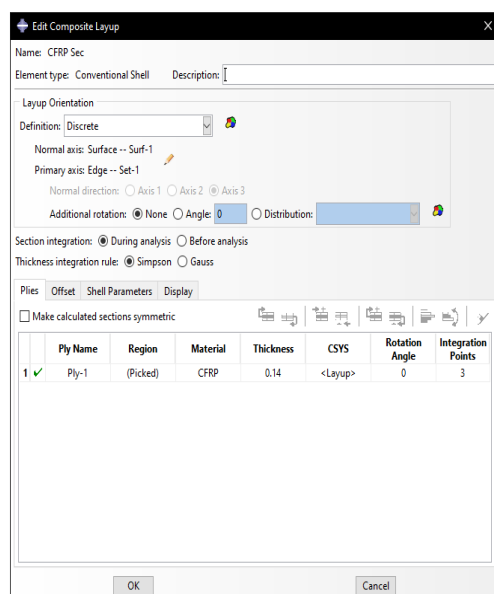 Edit Composite Layup X
Name: CFRP Sec
Element type: Conventional Shell Description:
Layup Orientation
Definition: Discrete
Normal axis: Surface -- Surf-1
Primary axis: Edge -- Set-1
Normal direction: Axis 1 Axis 2 Axis 3
Additional rotation: None Angle: 0 Distribution:
Section integration: During analysis Before analysis
Thickness integration rule: Simpson Gauss
Plies Offset Shell Parameters Display
Make calculated sections symmetric
Ply Name Region Material Thickness CSYS Rotation Angle Integration Points
1 Ply-1 (Picked) CFRP 0.14 <Layup> 0 3
OK Cancel